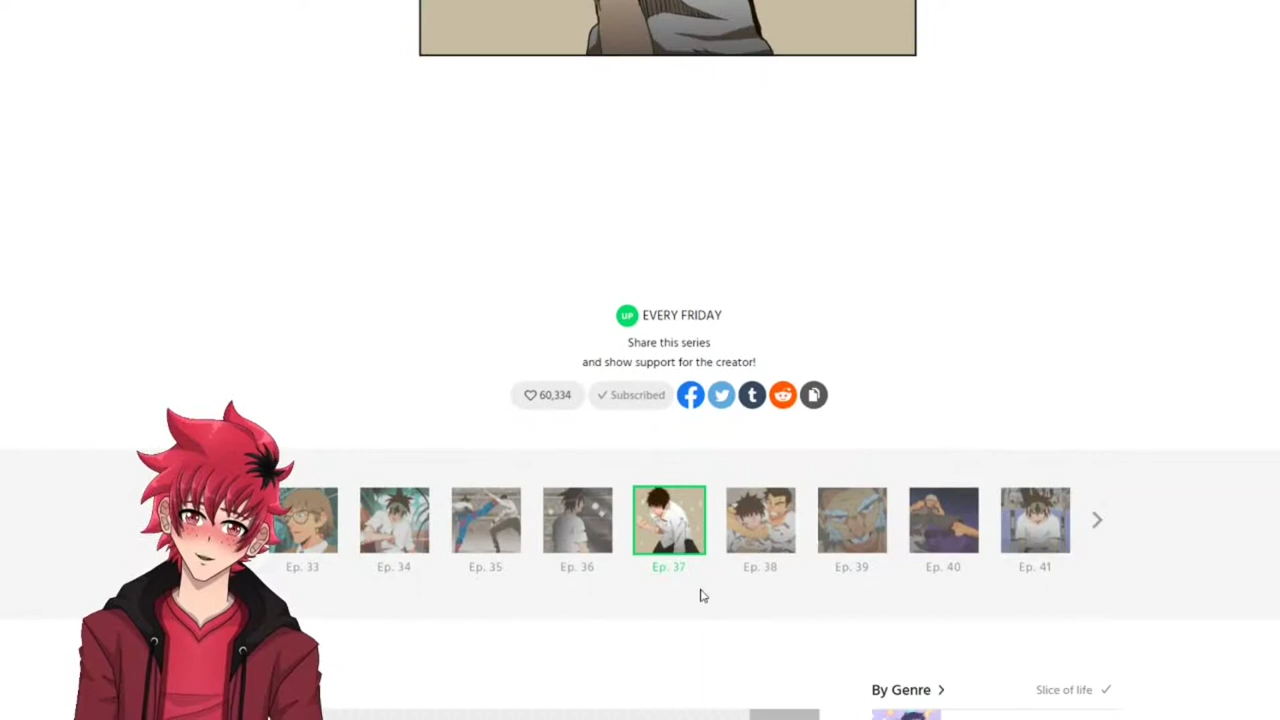 UP EVERY FRIDAY
Share this series
and show support for the creator!
60,334 Subscribed
Ep. 33 Ep. 34 Ep. 35 Ep. 36 Ep. 37 Ep. 38 Ep. 39 Ep. 40 Ep. 41
By Genre Slice of life